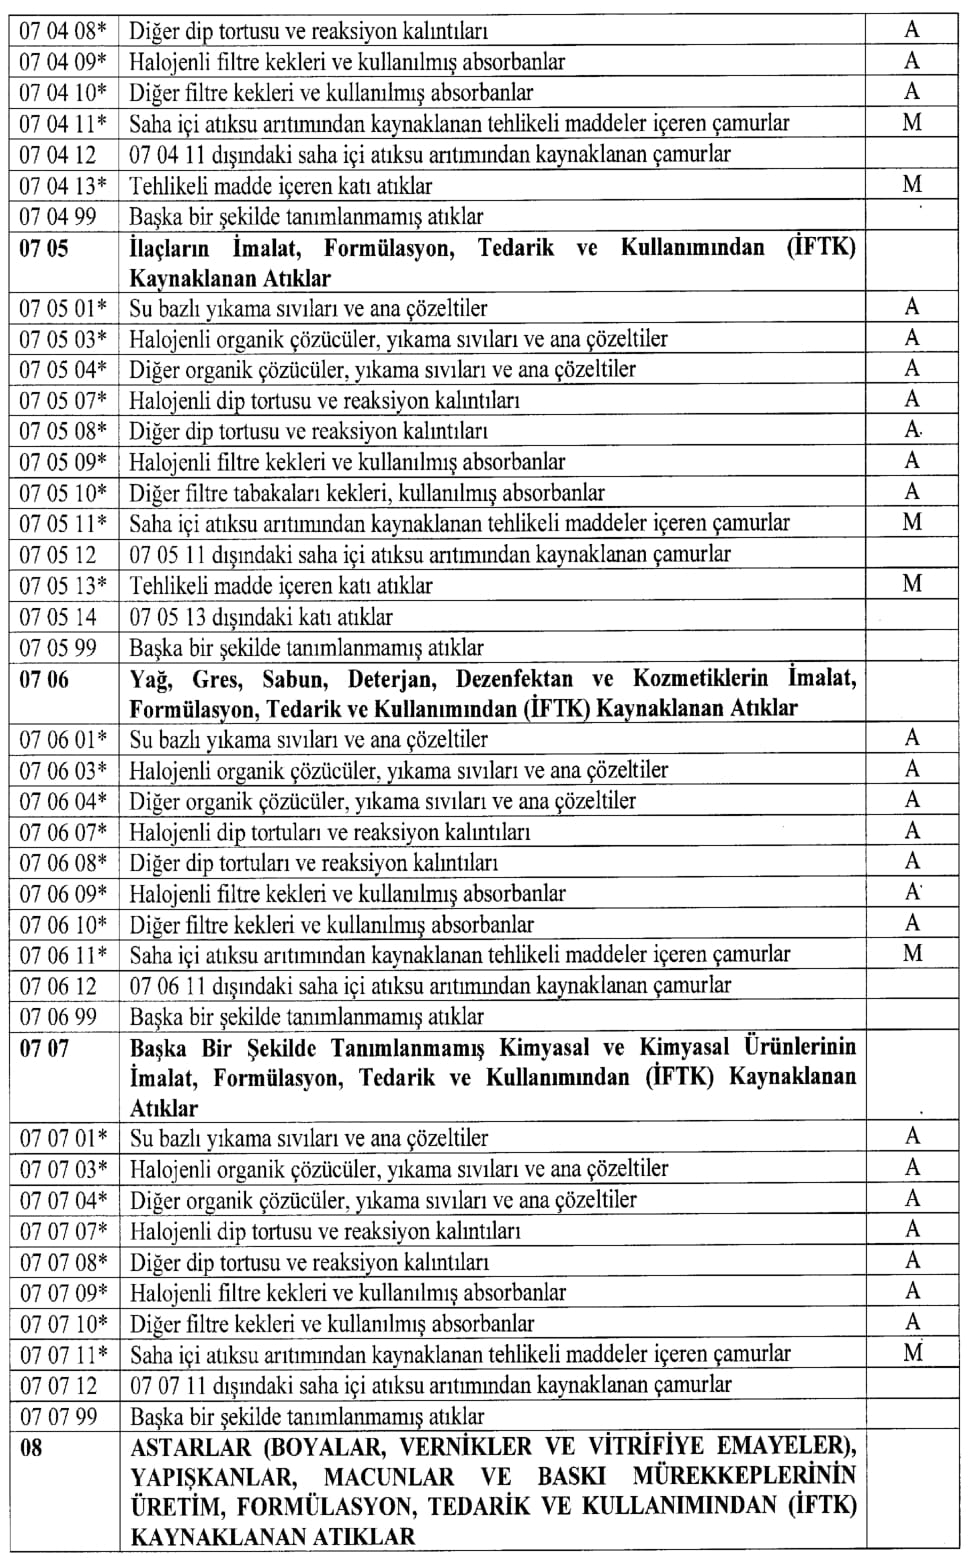 07 04 08* Diğer dip tortusu ve reaksiyon kalıntıları A
07 04 09* Halojenli filtre kekleri ve kullanılmış absorbanlar A
07 04 10* Diğer filtre kekleri ve kullanılmış absorbanlar A
07 04 11* Saha içi atıksu arıtımından kaynaklanan tehlikeli maddeler içeren çamurlar M
07 04 12 07 04 11 dışındaki saha içi atıksu arıtımından kaynaklanan çamurlar
07 04 13* Tehlikeli madde içeren katı atıklar M
07 04 99 Başka bir şekilde tanımlanmamış atıklar
07 05 İlaçların İmalat, Formülasyon, Tedarik ve Kullanımından (İFTK)
Kaynaklanan Atıklar
07 05 01* Su bazlı yıkama sıvıları ve ana çözeltiler A
07 05 03* Halojenli organik çözücüler, yıkama sıvıları ve ana çözeltiler A
07 05 04* Diğer organik çözücüler, yıkama sıvıları ve ana çözeltiler A
07 05 07* Halojenli dip tortusu ve reaksiyon kalıntıları A
07 05 08* Diğer dip tortusu ve reaksiyon kalıntıları A
07 05 09* Halojenli filtre kekleri ve kullanılmış absorbanlar A
07 05 10* Diğer filtre tabakaları kekleri, kullanılmış absorbanlar A
07 05 11* Saha içi atıksu arıtımından kaynaklanan tehlikeli maddeler içeren çamurlar M
07 05 12 07 05 11 dışındaki saha içi atıksu arıtımından kaynaklanan çamurlar
07 05 13* Tehlikeli madde içeren katı atıklar M
07 05 14 07 05 13 dışındaki katı atıklar
07 05 99 Başka bir şekilde tanımlanmamış atıklar
07 06 Yağ, Gres, Sabun, Deterjan, Dezenfektan ve Kozmetiklerin İmalat,
Formülasyon, Tedarik ve Kullanımından (İFTK) Kaynaklanan Atıklar
07 06 01* Su bazlı yıkama sıvıları ve ana çözeltiler A
07 06 03* Halojenli organik çözücüler, yıkama sıvıları ve ana çözeltiler A
07 06 04* Diğer organik çözücüler, yıkama sıvıları ve ana çözeltiler A
07 06 07* Halojenli dip tortuları ve reaksiyon kalıntıları A
07 06 08* Diğer dip tortuları ve reaksiyon kalıntıları A
07 06 09* Halojenli filtre kekleri ve kullanılmış absorbanlar A
07 06 10* Diğer filtre kekleri ve kullanılmış absorbanlar A
07 06 11* Saha içi atıksu arıtımından kaynaklanan tehlikeli maddeler içeren çamurlar M
07 06 12 07 06 11 dışındaki saha içi atıksu arıtımından kaynaklanan çamurlar
07 06 99 Başka bir şekilde tanımlanmamış atıklar
07 07 Başka Bir Şekilde Tanımlanmamış Kimyasal ve Kimyasal Ürünlerinin
İmalat, Formülasyon, Tedarik ve Kullanımından (İFTK) Kaynaklanan
Atıklar
07 07 01* Su bazlı yıkama sıvıları ve ana çözeltiler A
07 07 03* Halojenli organik çözücüler, yıkama sıvıları ve ana çözeltiler A
07 07 04* Diğer organik çözücüler, yıkama sıvıları ve ana çözeltiler A
07 07 07* Halojenli dip tortusu ve reaksiyon kalıntıları A
07 07 08* Diğer dip tortusu ve reaksiyon kalıntıları A
07 07 09* Halojenli filtre kekleri ve kullanılmış absorbanlar A
07 07 10* Diğer filtre kekleri ve kullanılmış absorbanlar A
07 07 11* Saha içi atıksu arıtımından kaynaklanan tehlikeli maddeler içeren çamurlar M
07 07 12 07 07 11 dışındaki saha içi atıksu arıtımından kaynaklanan çamurlar
07 07 99 Başka bir şekilde tanımlanmamış atıklar
08 ASTARLAR (BOYALAR, VERNİKLER VE VİTRİFİYE EMAYELER),
YAPIŞKANLAR, MACUNLAR VE BASKI MÜREKKEPLERİNİN
ÜRETİM, FORMÜLASYON, TEDARİK VE KULLANIMINDAN (İFTK)
KAYNAKLANAN ATIKLAR